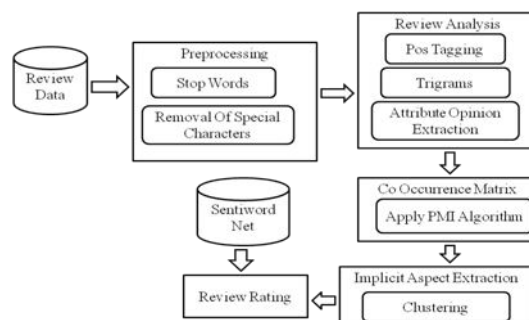 Review
Data
Preprocessing
Stop Words
Removal Of Special
Characters
Review Analysis
Pos Tagging
Trigrams
Attribute Opinion
Extraction
Co Occurrence Matrix
Apply PMI Algorithm
Implicit Aspect Extraction
Clustering
Sentiword
Net
Review Rating